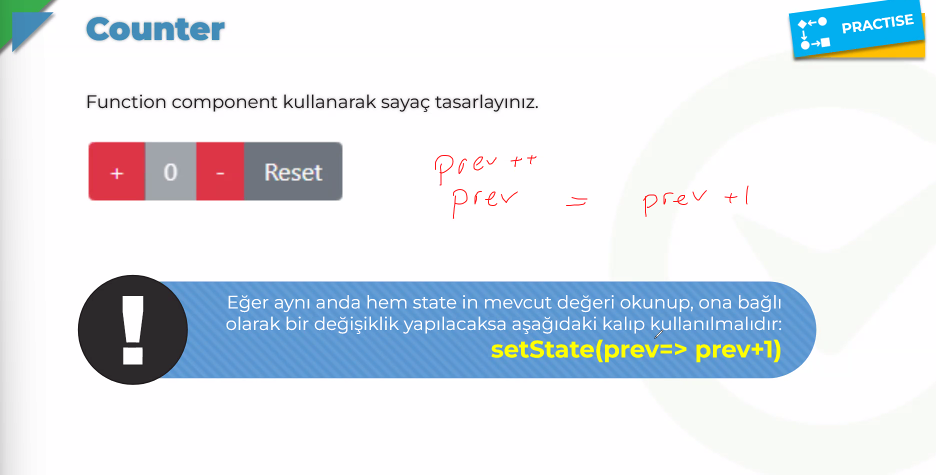 Counter
PRACTISE
Function component kullanarak sayaç tasarlayınız.
+ 0 - Reset
prev ++
prev = prev +1
!
Eğer aynı anda hem state in mevcut değeri okunup, ona bağlı
olarak bir değişiklik yapılacaksa aşağıdaki kalıp kullanılmalıdır:
setState(prev=> prev+1)